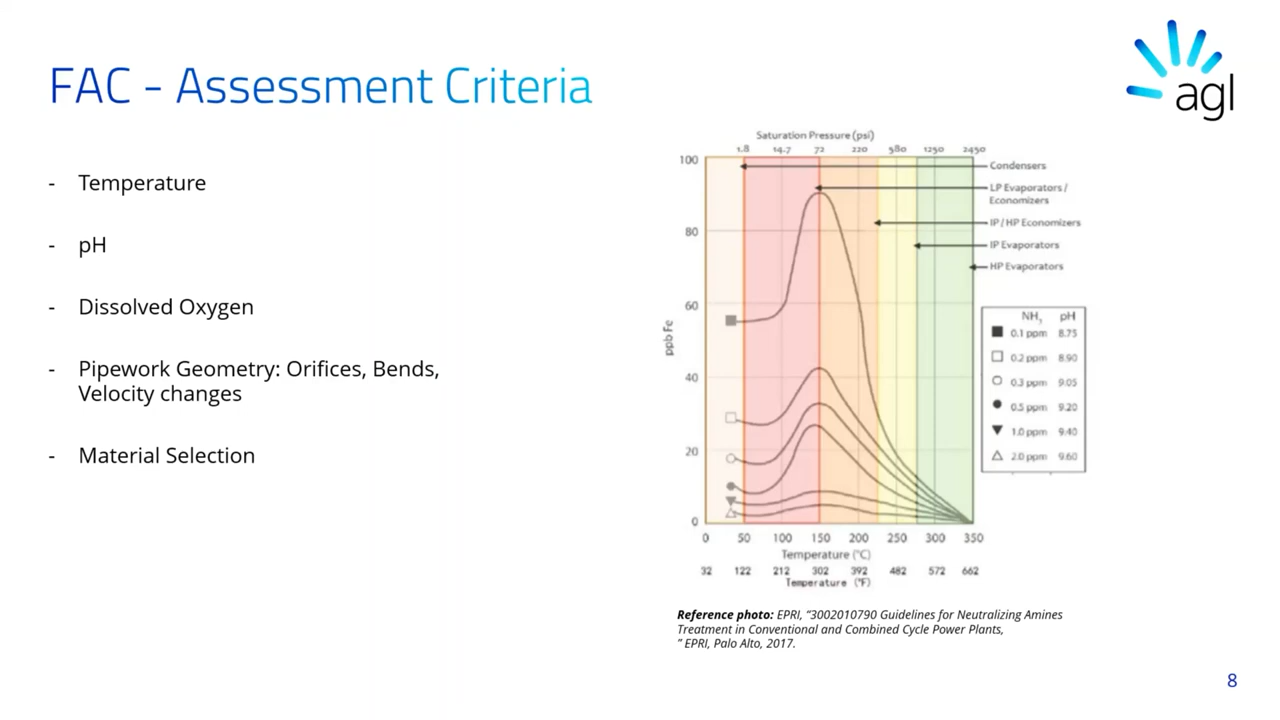 FAC - Assessment Criteria
agl
- Temperature
- pH
- Dissolved Oxygen
- Pipework Geometry: Orifices, Bends,
Velocity changes
- Material Selection
Saturation Pressure (psi)
1.8 14.7 72 220 580 1250 2450
100
80
60
40
20
0
ppb Fe
Condensers
LP Evaporators /
Economizers
IP / HP Economizers
IP Evaporators
HP Evaporators
NH3 pH
0.1 ppm 8.75
0.2 ppm 8.90
0.3 ppm 9.05
0.5 ppm 9.20
1.0 ppm 9.40
2.0 ppm 9.60
0 50 100 150 200 250 300 350
Temperature (°C)
32 122 212 302 392 482 572 662
Temperature (°F)
Reference photo: EPRI, “3002010790 Guidelines for Neutralizing Amines
Treatment in Conventional and Combined Cycle Power Plants,
” EPRI, Palo Alto, 2017.
8